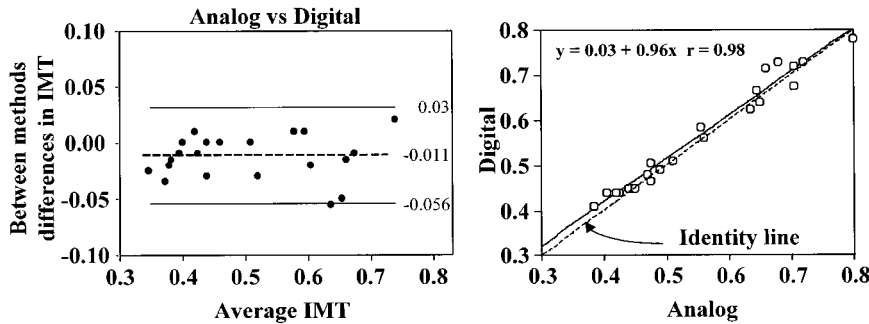 Analog vs Digital
Between methods
differences in IMT
0.10
0.05
0.00
-0.05
-0.10
0.03
-0.011
-0.056
0.3 0.4 0.5 0.6 0.7 0.8
Average IMT
y = 0.03 + 0.96x r = 0.98
Digital
0.8
0.7
0.6
0.5
0.4
0.3
Identity line
0.3 0.4 0.5 0.6 0.7 0.8
Analog